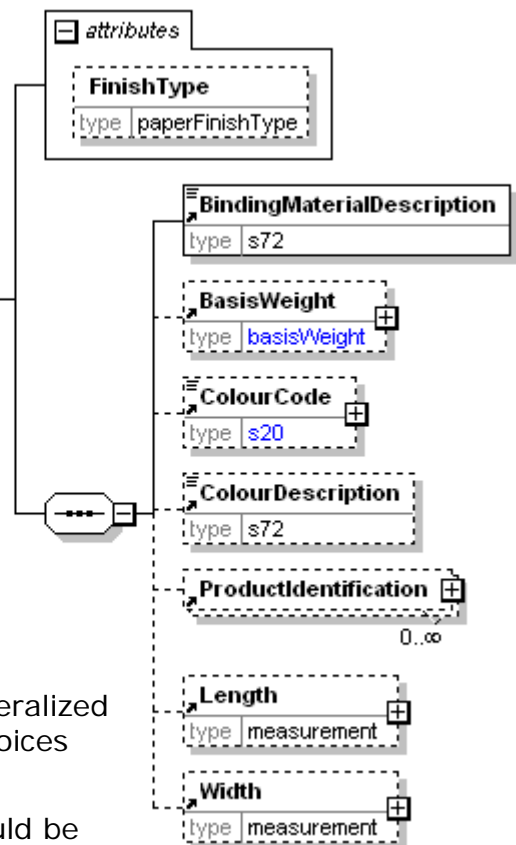 attributes
FinishType
type paperFinishType
BindingMaterialDescription
type s72
BasisWeight
type basisWeight
ColourCode
type s20
ColourDescription
type s72
ProductIdentification
0..∞
Length
type measurement
Width
type measurement
eralized
oices
uld be